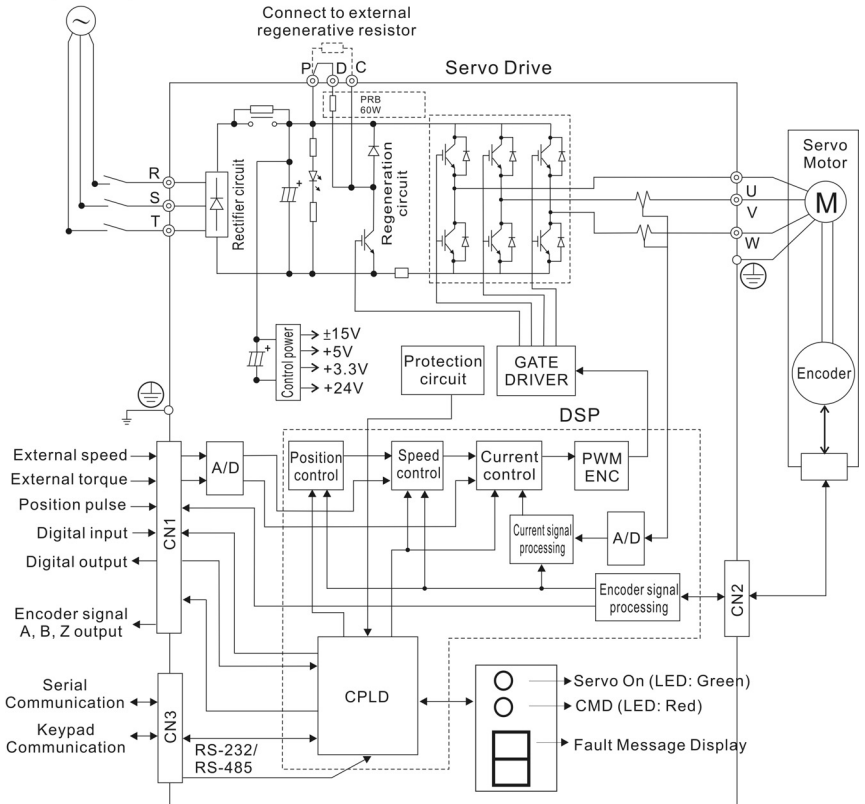 Connect to external
regenerative resistor
P D C
Servo Drive
PRB
60W
Servo
Motor
R
S
T
Rectifier circuit
+
Regeneration
circuit
U
V
W
M
+
Control power
±15V
+5V
+3.3V
+24V
Protection
circuit
GATE
DRIVER
Encoder
DSP
External speed
External torque
Position pulse
Digital input
Digital output
Encoder signal
A, B, Z output
CN1
A/D
Position
control
Speed
control
Current
control
PWM
ENC
Current signal
processing
A/D
Encoder signal
processing
CN2
Serial
Communication
Keypad
Communication
CN3
RS-232/
RS-485
CPLD
Servo On (LED: Green)
CMD (LED: Red)
Fault Message Display